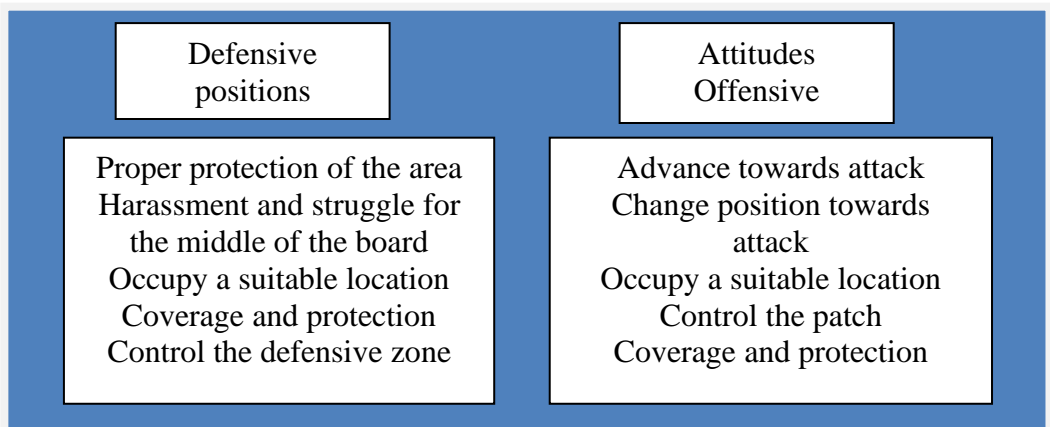 Defensive
positions
Attitudes
Offensive
Proper protection of the area
Harassment and struggle for
the middle of the board
Occupy a suitable location
Coverage and protection
Control the defensive zone
Advance towards attack
Change position towards
attack
Occupy a suitable location
Control the patch
Coverage and protection